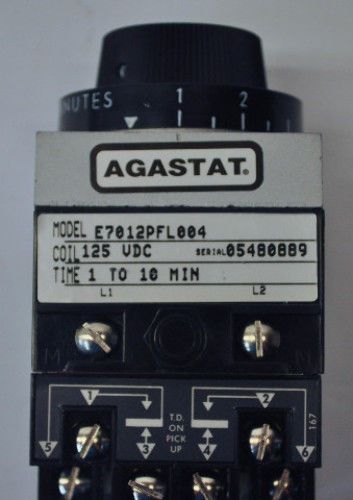 MINUTES 1 2
AGASTAT®
MODEL E7012PFL004
COIL 125 VDC SERIAL 05480889
TIME 1 TO 10 MIN
L1 L2
M
1 T.D. 2
5 ON 6
3 PICK 4
UP
167